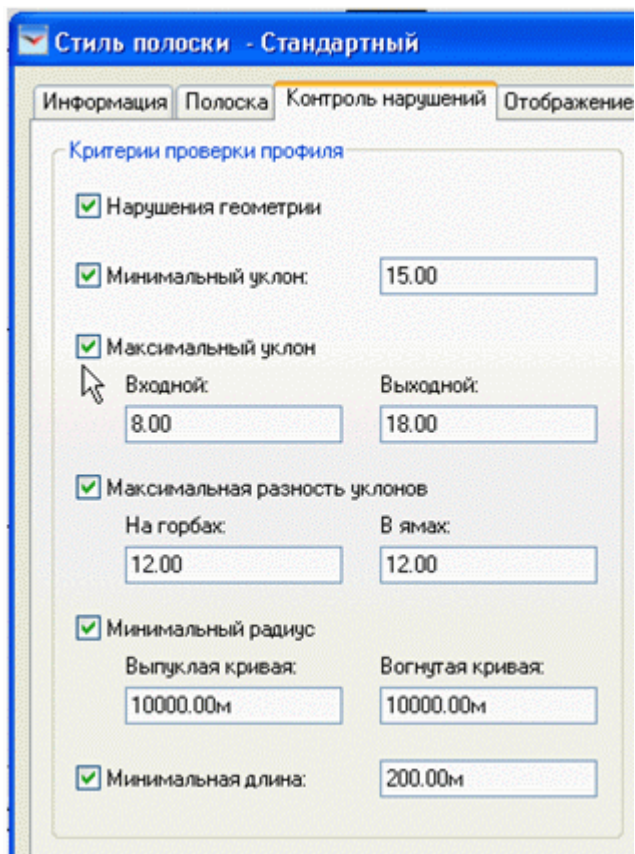 Стиль полоски - Стандартный
Информация Полоска Контроль нарушений Отображение
Критерии проверки профиля
Нарушения геометрии
Минимальный уклон: 15.00
Максимальный уклон
Входной: Выходной:
8.00 18.00
Максимальная разность уклонов
На горбах: В ямах:
12.00 12.00
Минимальный радиус
Выпуклая кривая: Вогнутая кривая:
10000.00м 10000.00м
Минимальная длина: 200.00м